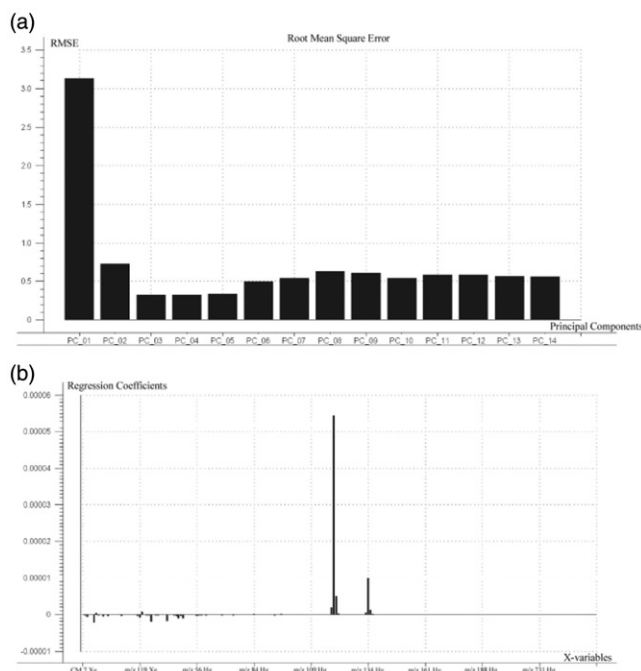 (a)
RMSE
Root Mean Square Error
3.5
3.0
2.5
2.0
1.5
1.0
0.5
0
Principal Components
PC_01 PC_02 PC_03 PC_04 PC_05 PC_06 PC_07 PC_08 PC_09 PC_10 PC_11 PC_12 PC_13 PC_14
(b)
Regression Coefficients
0.00006
0.00005
0.00004
0.00003
0.00002
0.00001
0
-0.00001
X-variables